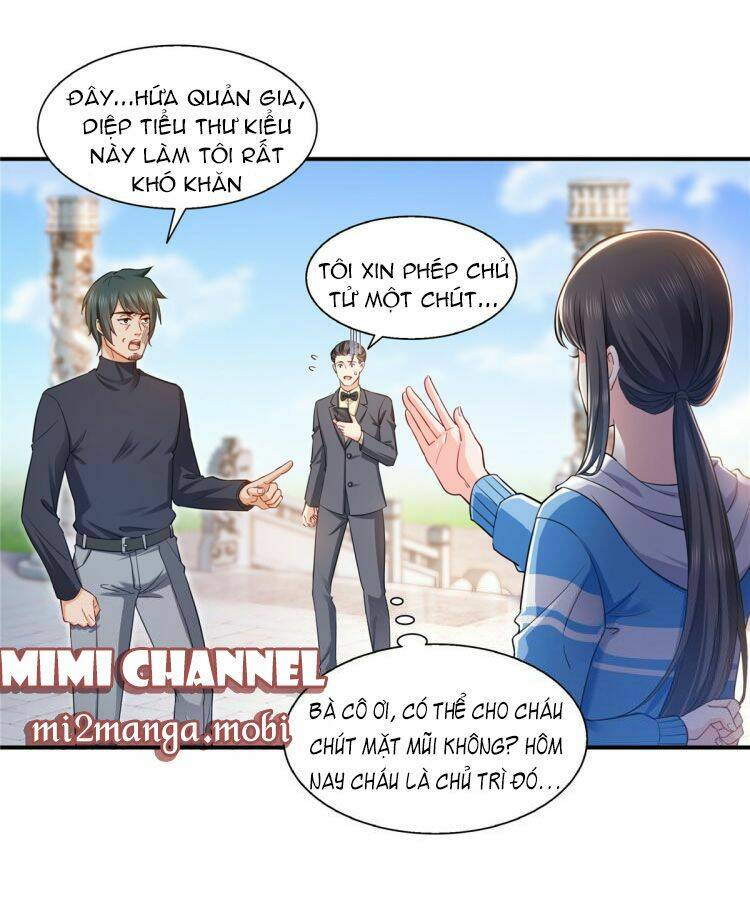 ĐÂY...HỨA QUẢN GIA,
DIỆP TIỂU THƯ KIỂU
NÀY LÀM TÔI RẤT
KHÓ KHĂN
TÔI XIN PHÉP CHỦ
TỬ MỘT CHÚT...
MIMI CHANNEL
mi2manga.mobi
BÀ CÔ ƠI, CÓ THỂ CHO CHÁU
CHÚT MẶT MŨI KHÔNG? HÔM
NAY CHÁU LÀ CHỦ TRÌ ĐÓ...